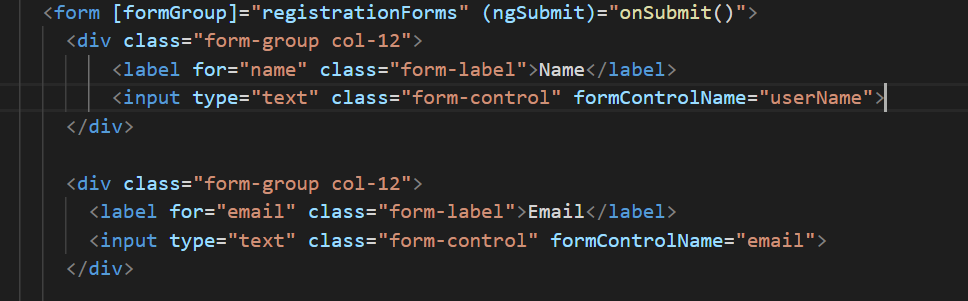 <form [formGroup]="registrationForms" (ngSubmit)="onSubmit()">
<div class="form-group col-12">
<label for="name" class="form-label">Name</label>
<input type="text" class="form-control" formControlName="userName">
</div>
<div class="form-group col-12">
<label for="email" class="form-label">Email</label>
<input type="text" class="form-control" formControlName="email">
</div>